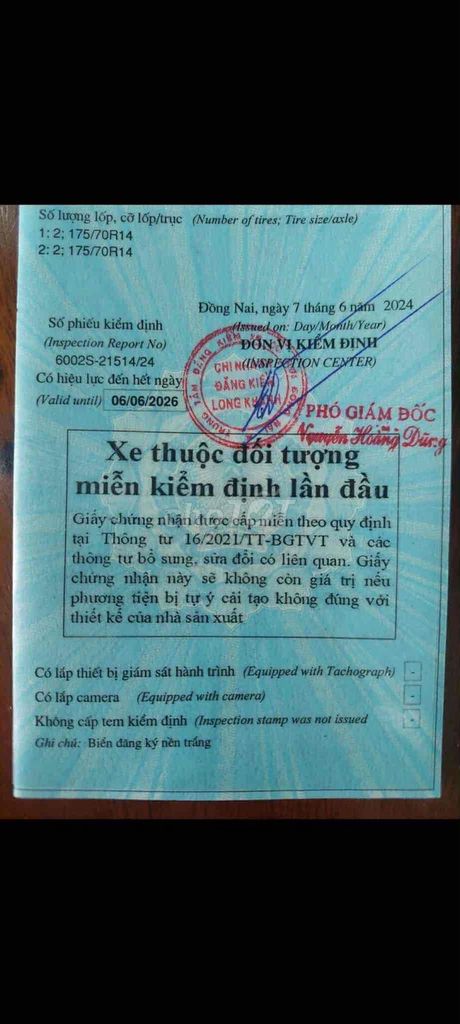 Số lượng lốp, cỡ lốp/trục (Number of tires; Tire size/axle)
1: 2; 175/70R14
2: 2; 175/70R14
Đồng Nai, ngày 7 tháng 6 năm 2024
Số phiếu kiểm định (Issued on: Day/Month/Year)
(Inspection Report No) ĐƠN VỊ KIỂM ĐỊNH
6002S-21514/24 (INSPECTION CENTER)
CHI NHÁNH
ĐĂNG KIỂM
LONG KHÁNH
Có hiệu lực đến hết ngày
(Valid until) 06/06/2026
PHÓ GIÁM ĐỐC
Nguyễn Hoàng Dũng
Xe thuộc đối tượng
miễn kiểm định lần đầu
Giấy chứng nhận được cấp miễn theo quy định
tại Thông tư 16/2021/TT-BGTVT và các
thông tư bổ sung, sửa đổi có liên quan. Giấy
chứng nhận này sẽ không còn giá trị nếu
phương tiện bị tự ý cải tạo không đúng với
thiết kế của nhà sản xuất
Có lắp thiết bị giám sát hành trình (Equipped with Tachograph) -
Có lắp camera (Equipped with camera) -
Không cấp tem kiểm định (Inspection stamp was not issued -
Ghi chú: Biển đăng ký nền trắng